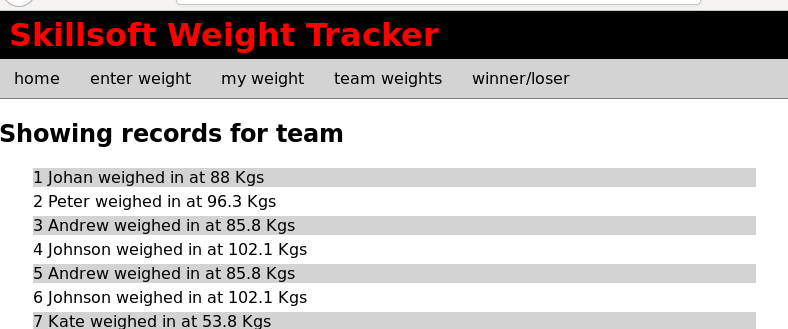 Skillsoft Weight Tracker
home enter weight my weight team weights winner/loser
Showing records for team
1 Johan weighed in at 88 Kgs
2 Peter weighed in at 96.3 Kgs
3 Andrew weighed in at 85.8 Kgs
4 Johnson weighed in at 102.1 Kgs
5 Andrew weighed in at 85.8 Kgs
6 Johnson weighed in at 102.1 Kgs
7 Kate weighed in at 53.8 Kgs